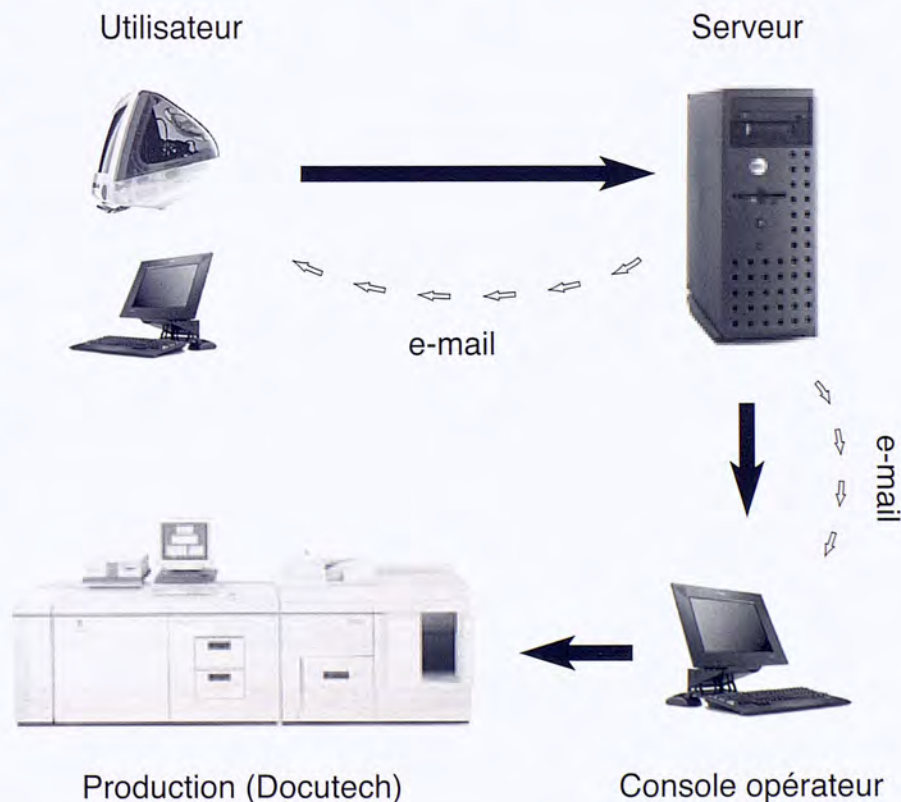 Utilisateur
Serveur
e-mail
e-mail
Production (Docutech)
Console opérateur